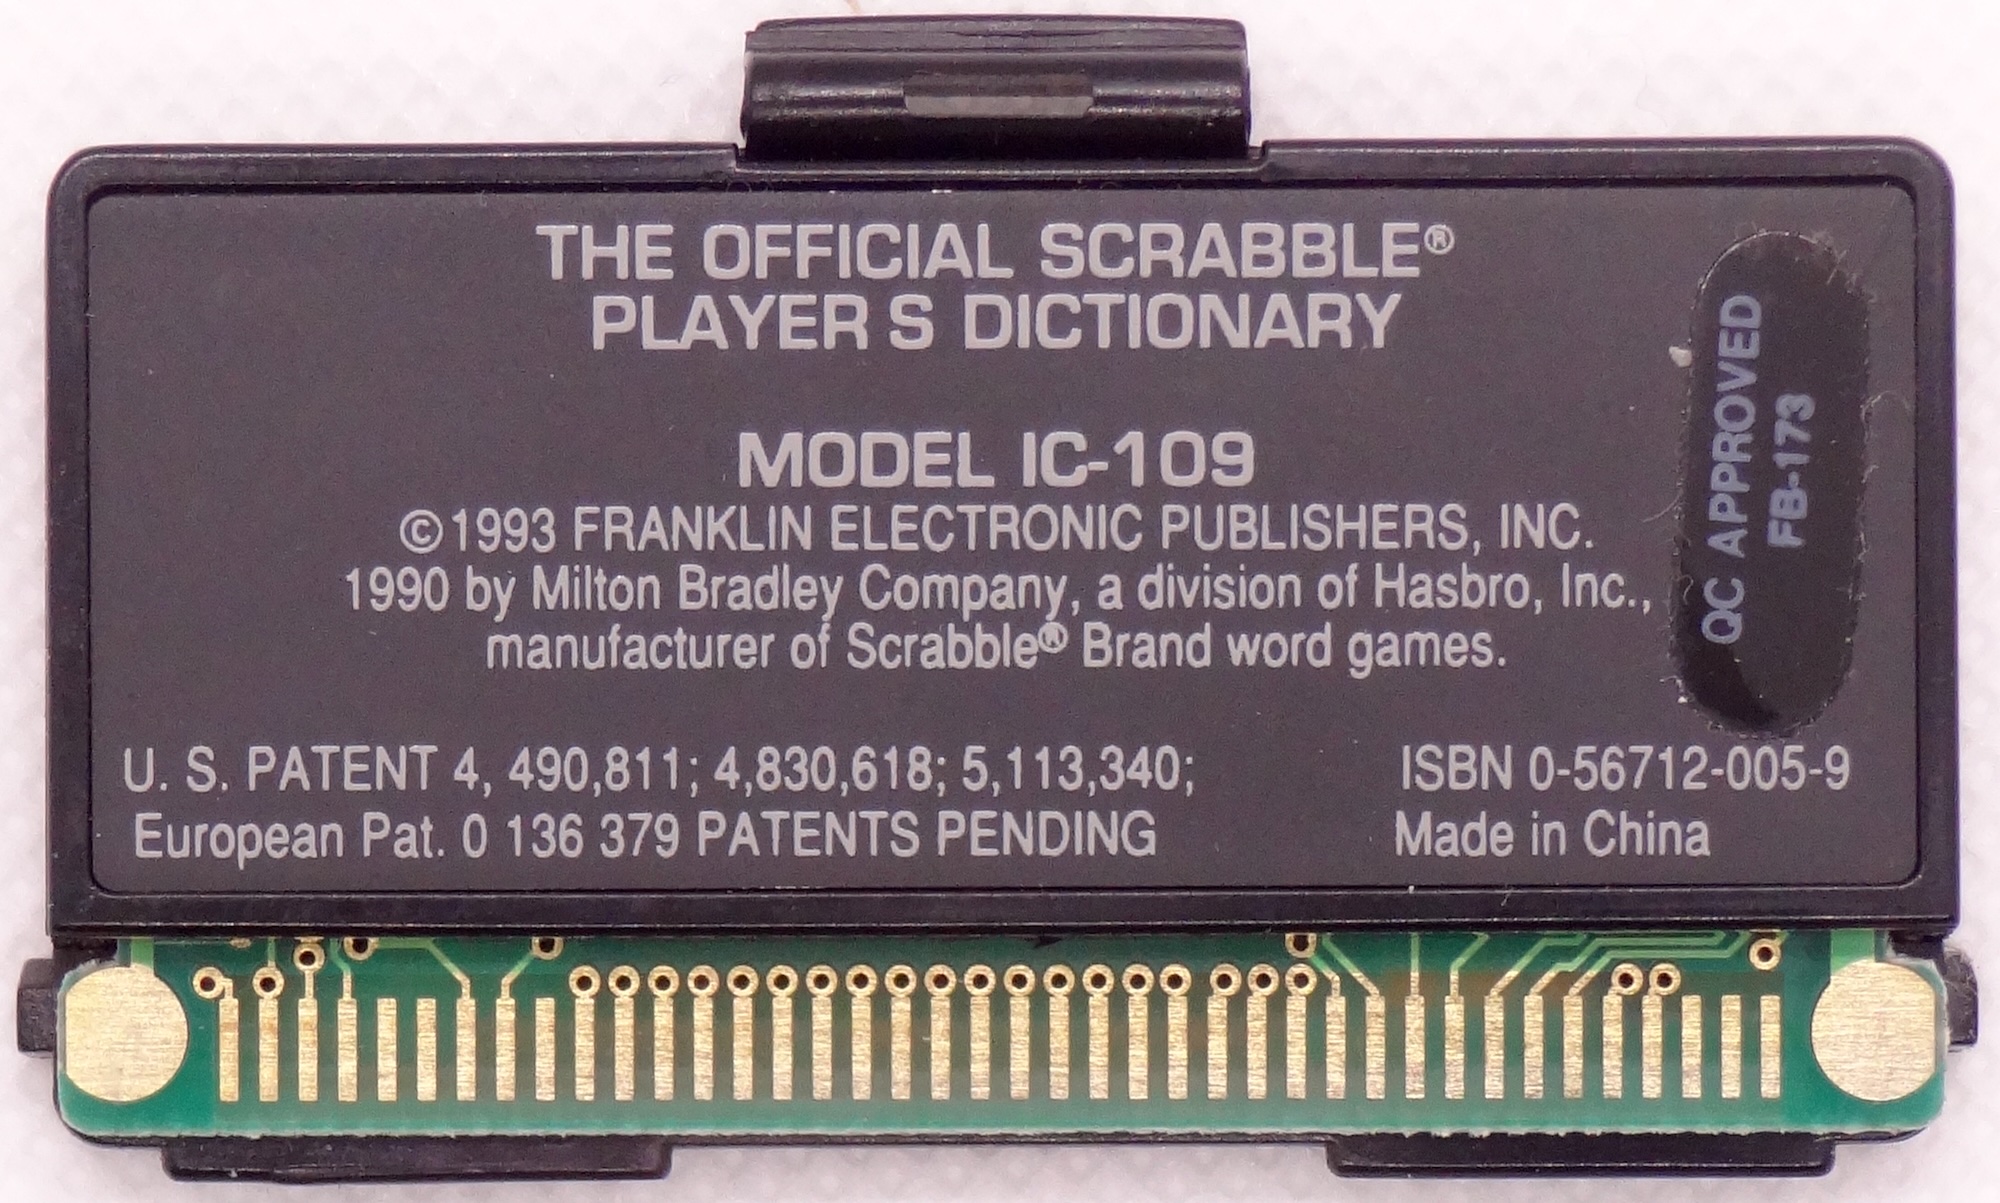 THE OFFICIAL SCRABBLE®
PLAYER S DICTIONARY
MODEL IC-109
©1993 FRANKLIN ELECTRONIC PUBLISHERS, INC.
1990 by Milton Bradley Company, a division of Hasbro, Inc.,
manufacturer of Scrabble® Brand word games.
U. S. PATENT 4, 490,811; 4,830,618; 5,113,340;
European Pat. 0 136 379 PATENTS PENDING
ISBN 0-56712-005-9
Made in China
QC APPROVED
FB-173